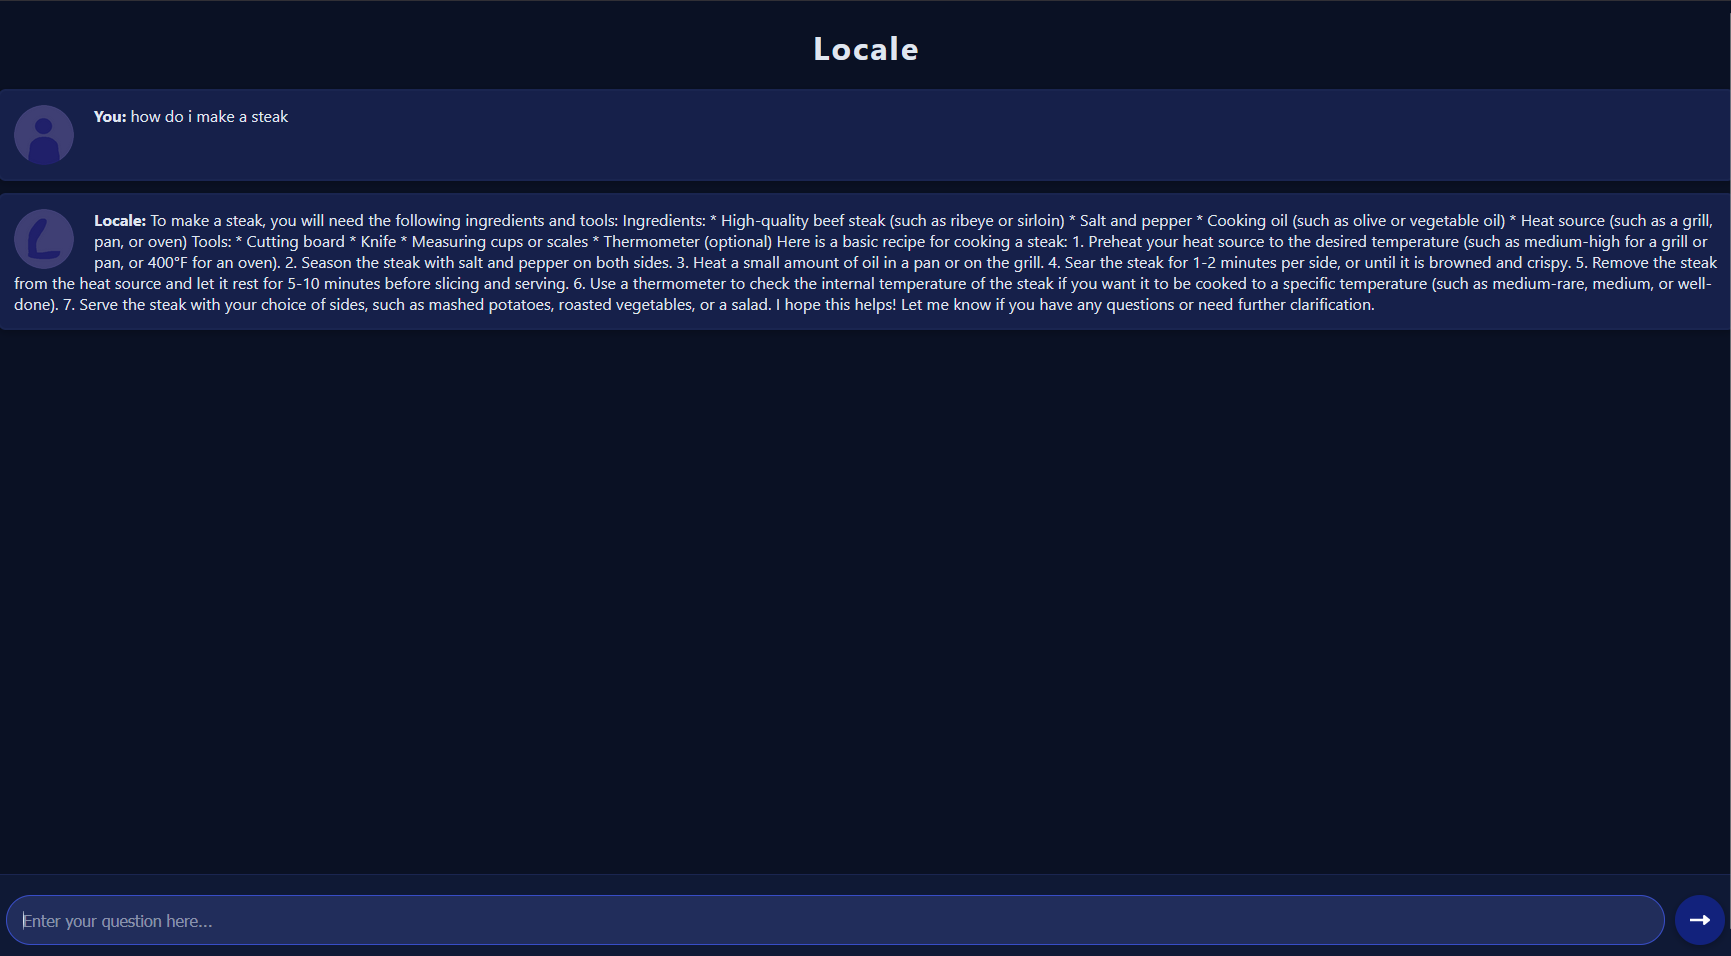 Locale
You: how do i make a steak
Locale: To make a steak, you will need the following ingredients and tools: Ingredients: * High-quality beef steak (such as ribeye or sirloin) * Salt and pepper * Cooking oil (such as olive or vegetable oil) * Heat source (such as a grill,
pan, or oven) Tools: * Cutting board * Knife * Measuring cups or scales * Thermometer (optional) Here is a basic recipe for cooking a steak: 1. Preheat your heat source to the desired temperature (such as medium-high for a grill or
pan, or 400°F for an oven). 2. Season the steak with salt and pepper on both sides. 3. Heat a small amount of oil in a pan or on the grill. 4. Sear the steak for 1-2 minutes per side, or until it is browned and crispy. 5. Remove the steak
from the heat source and let it rest for 5-10 minutes before slicing and serving. 6. Use a thermometer to check the internal temperature of the steak if you want it to be cooked to a specific temperature (such as medium-rare, medium, or well-
done). 7. Serve the steak with your choice of sides, such as mashed potatoes, roasted vegetables, or a salad. I hope this helps! Let me know if you have any questions or need further clarification.
Enter your question here...